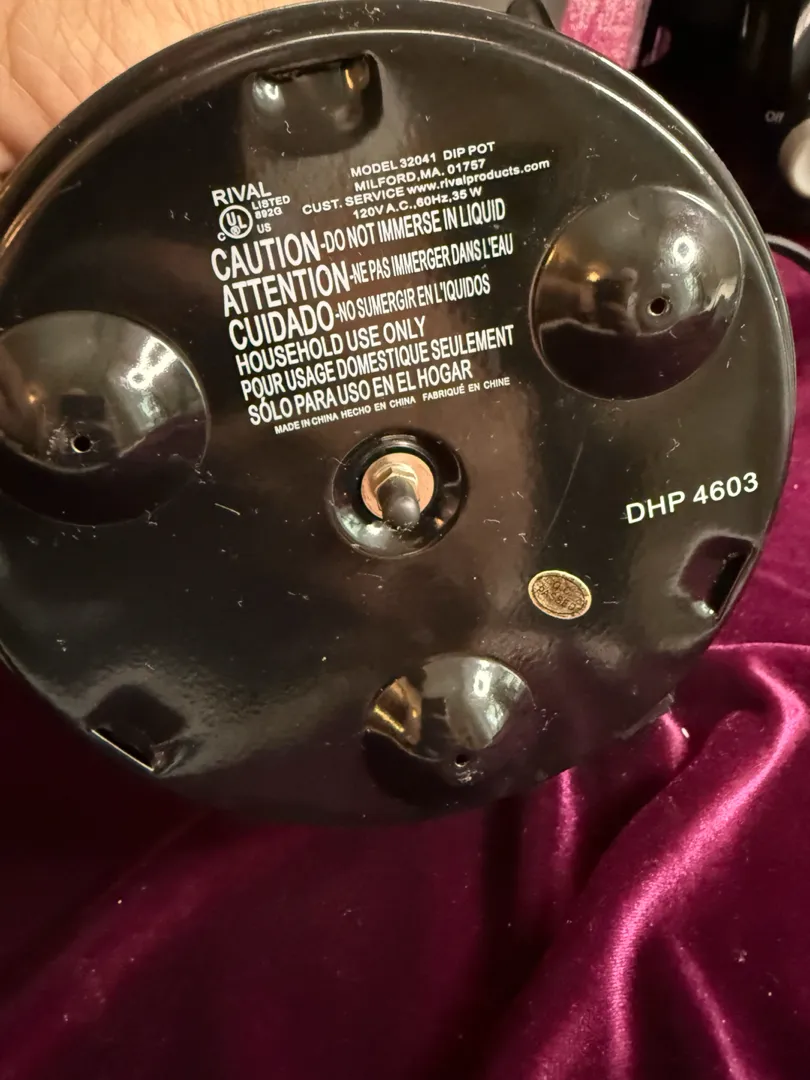 Off
MODEL 32041 DIP POT
MILFORD,MA. 01757
CUST. SERVICE www.rivalproducts.com
120V A.C.,60Hz,35 W
RIVAL
C UL US
LISTED
892G
CAUTION-DO NOT IMMERSE IN LIQUID
ATTENTION-NE PAS IMMERGER DANS L'EAU
CUIDADO-NO SUMERGIR EN L'IQUIDOS
HOUSEHOLD USE ONLY
POUR USAGE DOMESTIQUE SEULEMENT
SÓLO PARA USO EN EL HOGAR
MADE IN CHINA HECHO EN CHINA FABRIQUÉ EN CHINE
DHP 4603